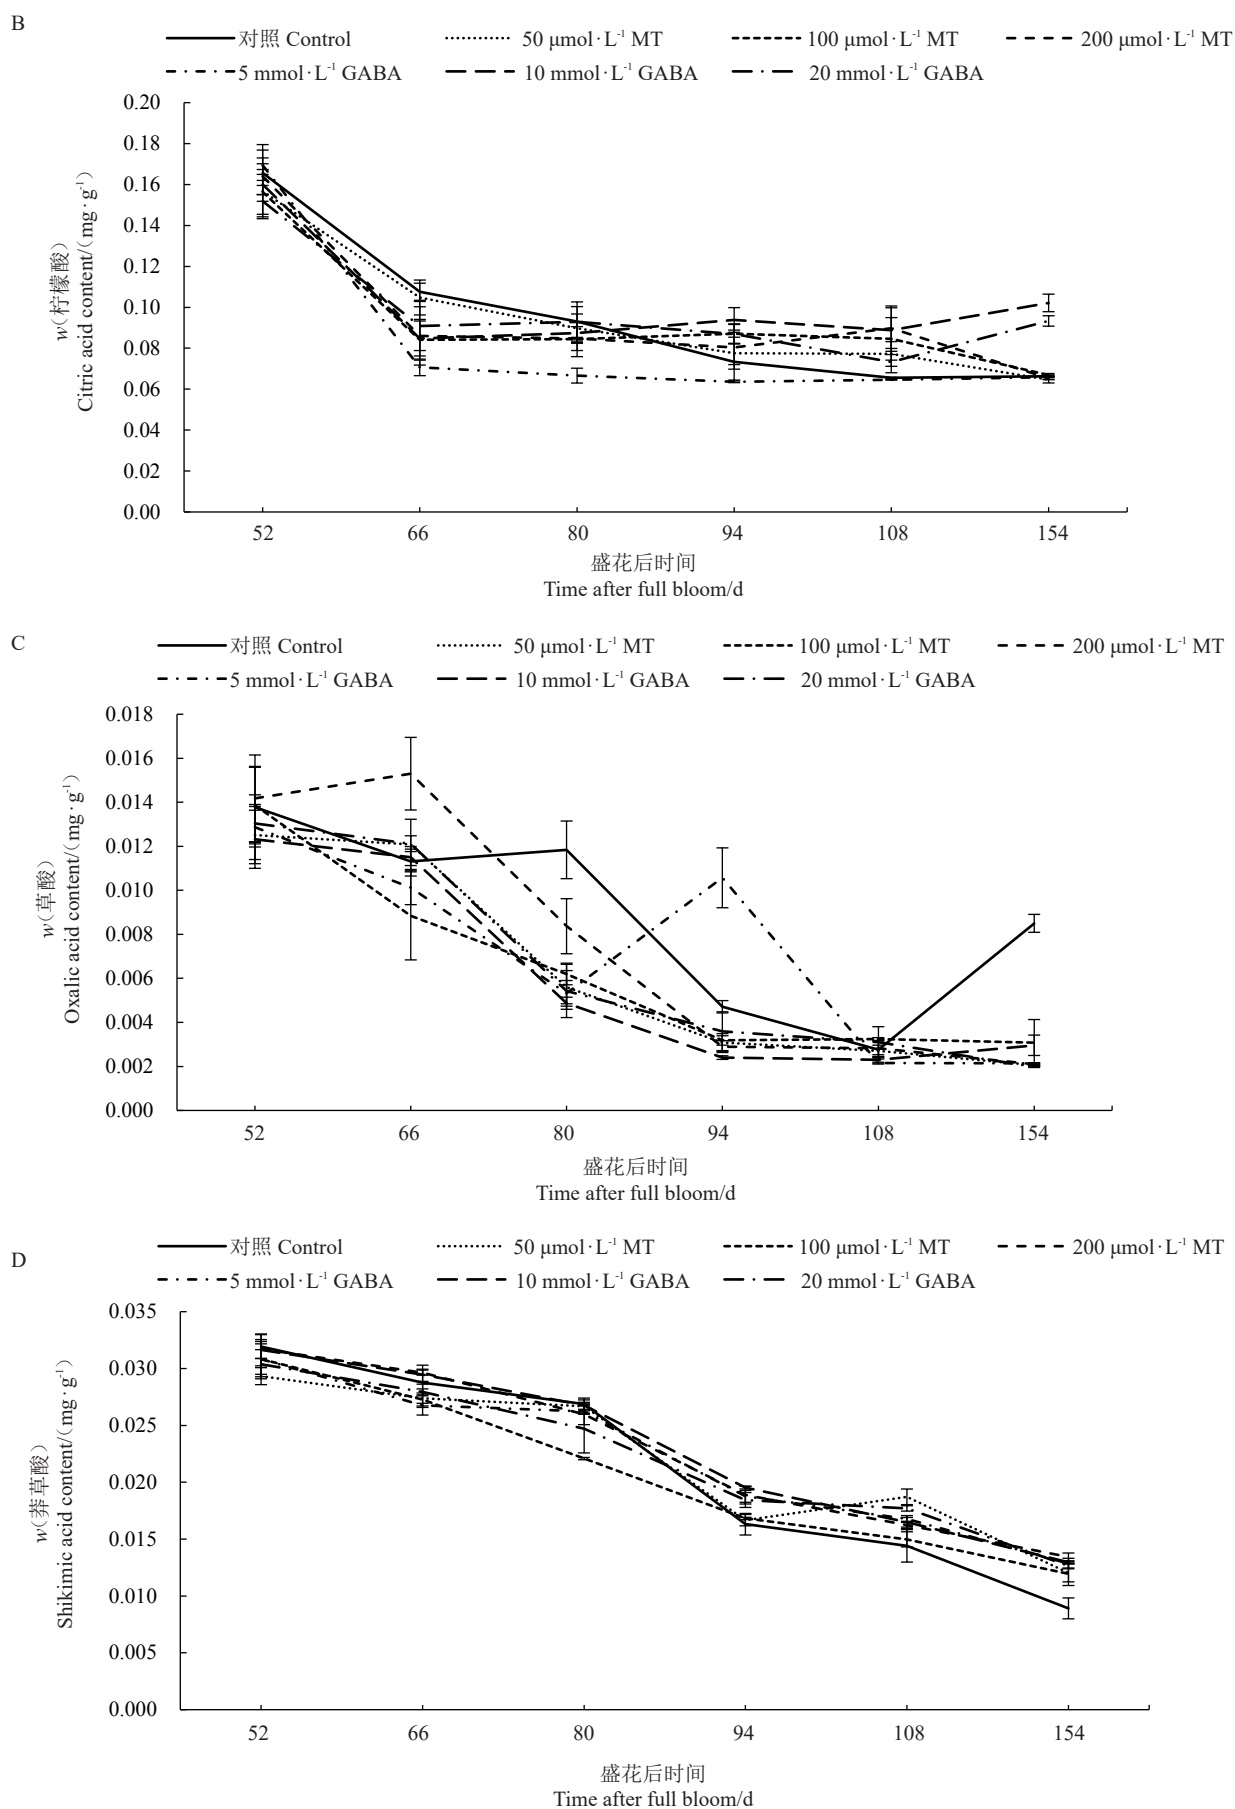 B
对照 Control 50 μmol·L⁻¹ MT 100 μmol·L⁻¹ MT 200 μmol·L⁻¹ MT
5 mmol·L⁻¹ GABA 10 mmol·L⁻¹ GABA 20 mmol·L⁻¹ GABA
w(柠檬酸)
Citric acid content/(mg·g⁻¹)
0.20
0.18
0.16
0.14
0.12
0.10
0.08
0.06
0.04
0.02
0.00
52 66 80 94 108 154
盛花后时间
Time after full bloom/d
C
对照 Control 50 μmol·L⁻¹ MT 100 μmol·L⁻¹ MT 200 μmol·L⁻¹ MT
5 mmol·L⁻¹ GABA 10 mmol·L⁻¹ GABA 20 mmol·L⁻¹ GABA
w(草酸)
Oxalic acid content/(mg·g⁻¹)
0.018
0.016
0.014
0.012
0.010
0.008
0.006
0.004
0.002
0.000
52 66 80 94 108 154
盛花后时间
Time after full bloom/d
D
对照 Control 50 μmol·L⁻¹ MT 100 μmol·L⁻¹ MT 200 μmol·L⁻¹ MT
5 mmol·L⁻¹ GABA 10 mmol·L⁻¹ GABA 20 mmol·L⁻¹ GABA
w(莽草酸)
Shikimic acid content/(mg·g⁻¹)
0.035
0.030
0.025
0.020
0.015
0.010
0.005
0.000
52 66 80 94 108 154
盛花后时间
Time after full bloom/d